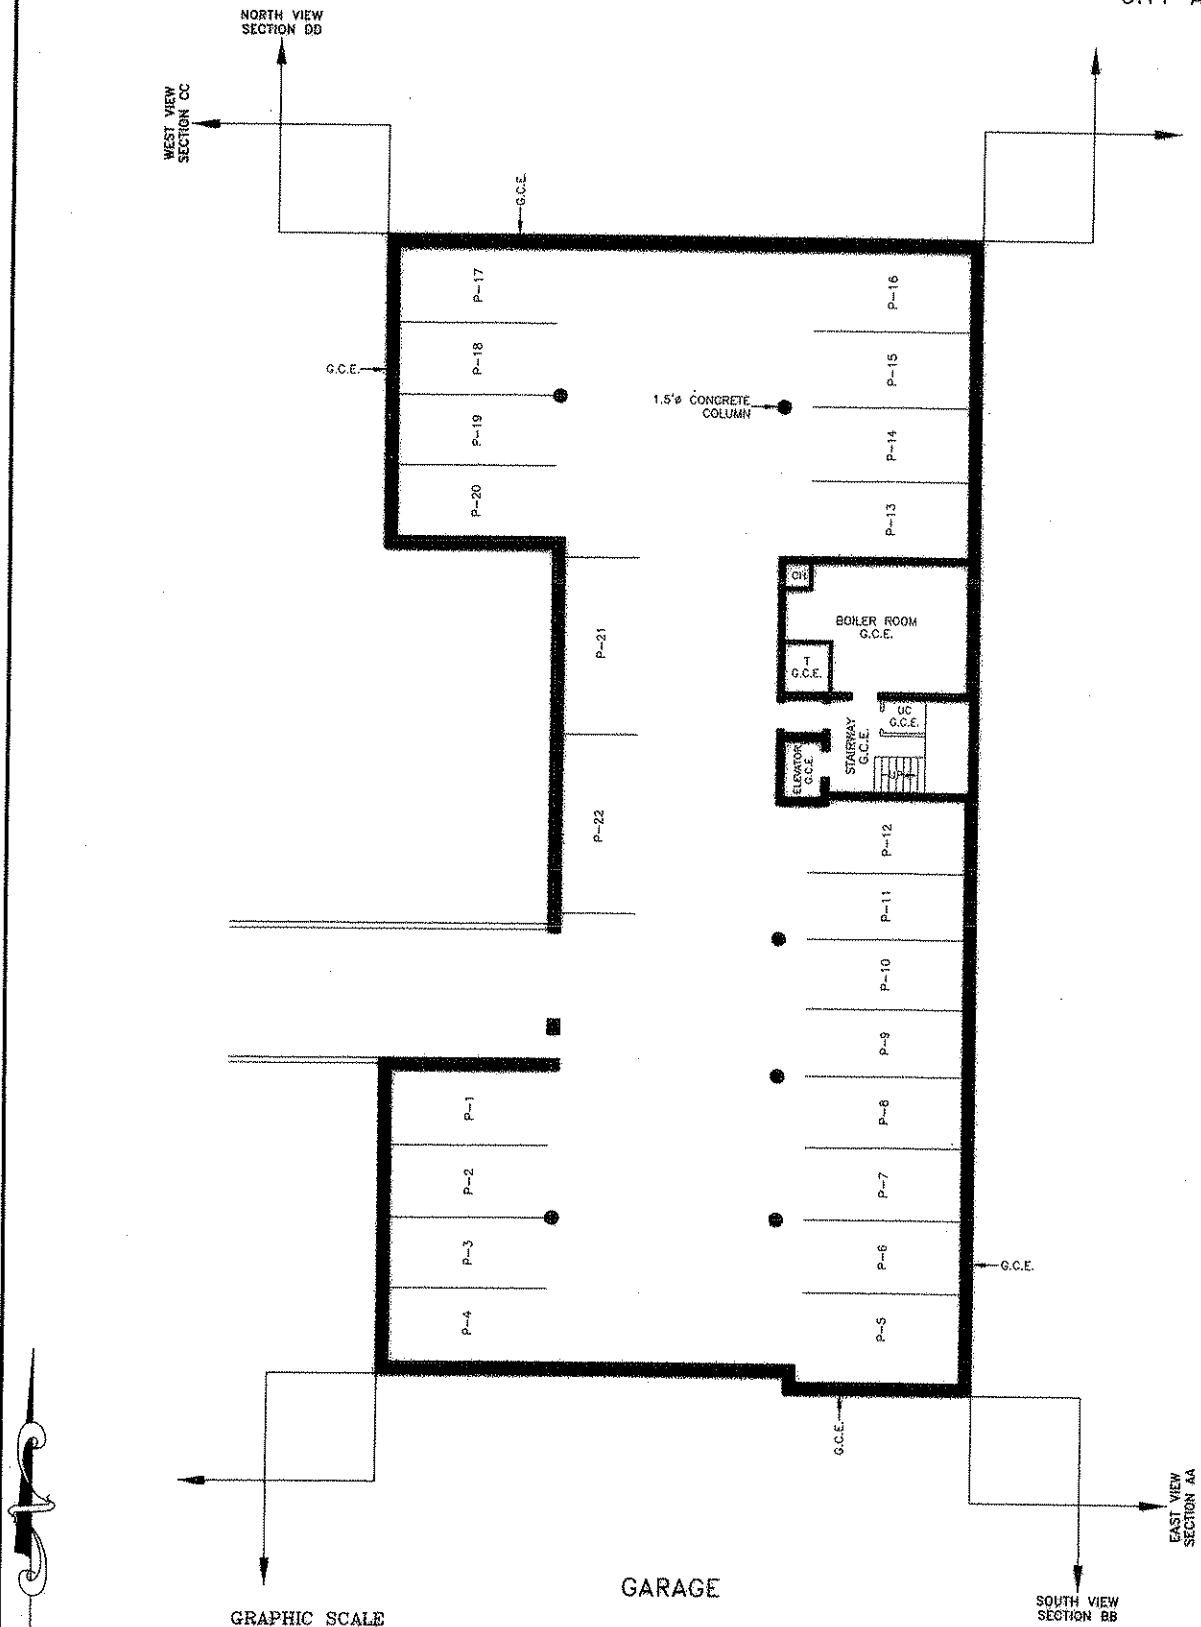 NORTH VIEW
SECTION DD
WEST VIEW
SECTION CC
G.C.E.
P-17
P-16
P-18
G.C.E.
P-15
1.5'ø CONCRETE
COLUMN
P-19
P-14
P-20
P-13
CH
BOILER ROOM
G.C.E.
P-21
T
G.C.E.
UC
G.C.E.
STAIRWAY
G.C.E.
ELEVATOR
G.C.E.
UP
P-22
P-12
P-11
P-10
P-9
P-1
P-8
P-2
P-7
P-3
P-6
G.C.E.
P-4
P-5
G.C.E.
EAST VIEW
SECTION AA
GARAGE
SOUTH VIEW
SECTION BB
GRAPHIC SCALE